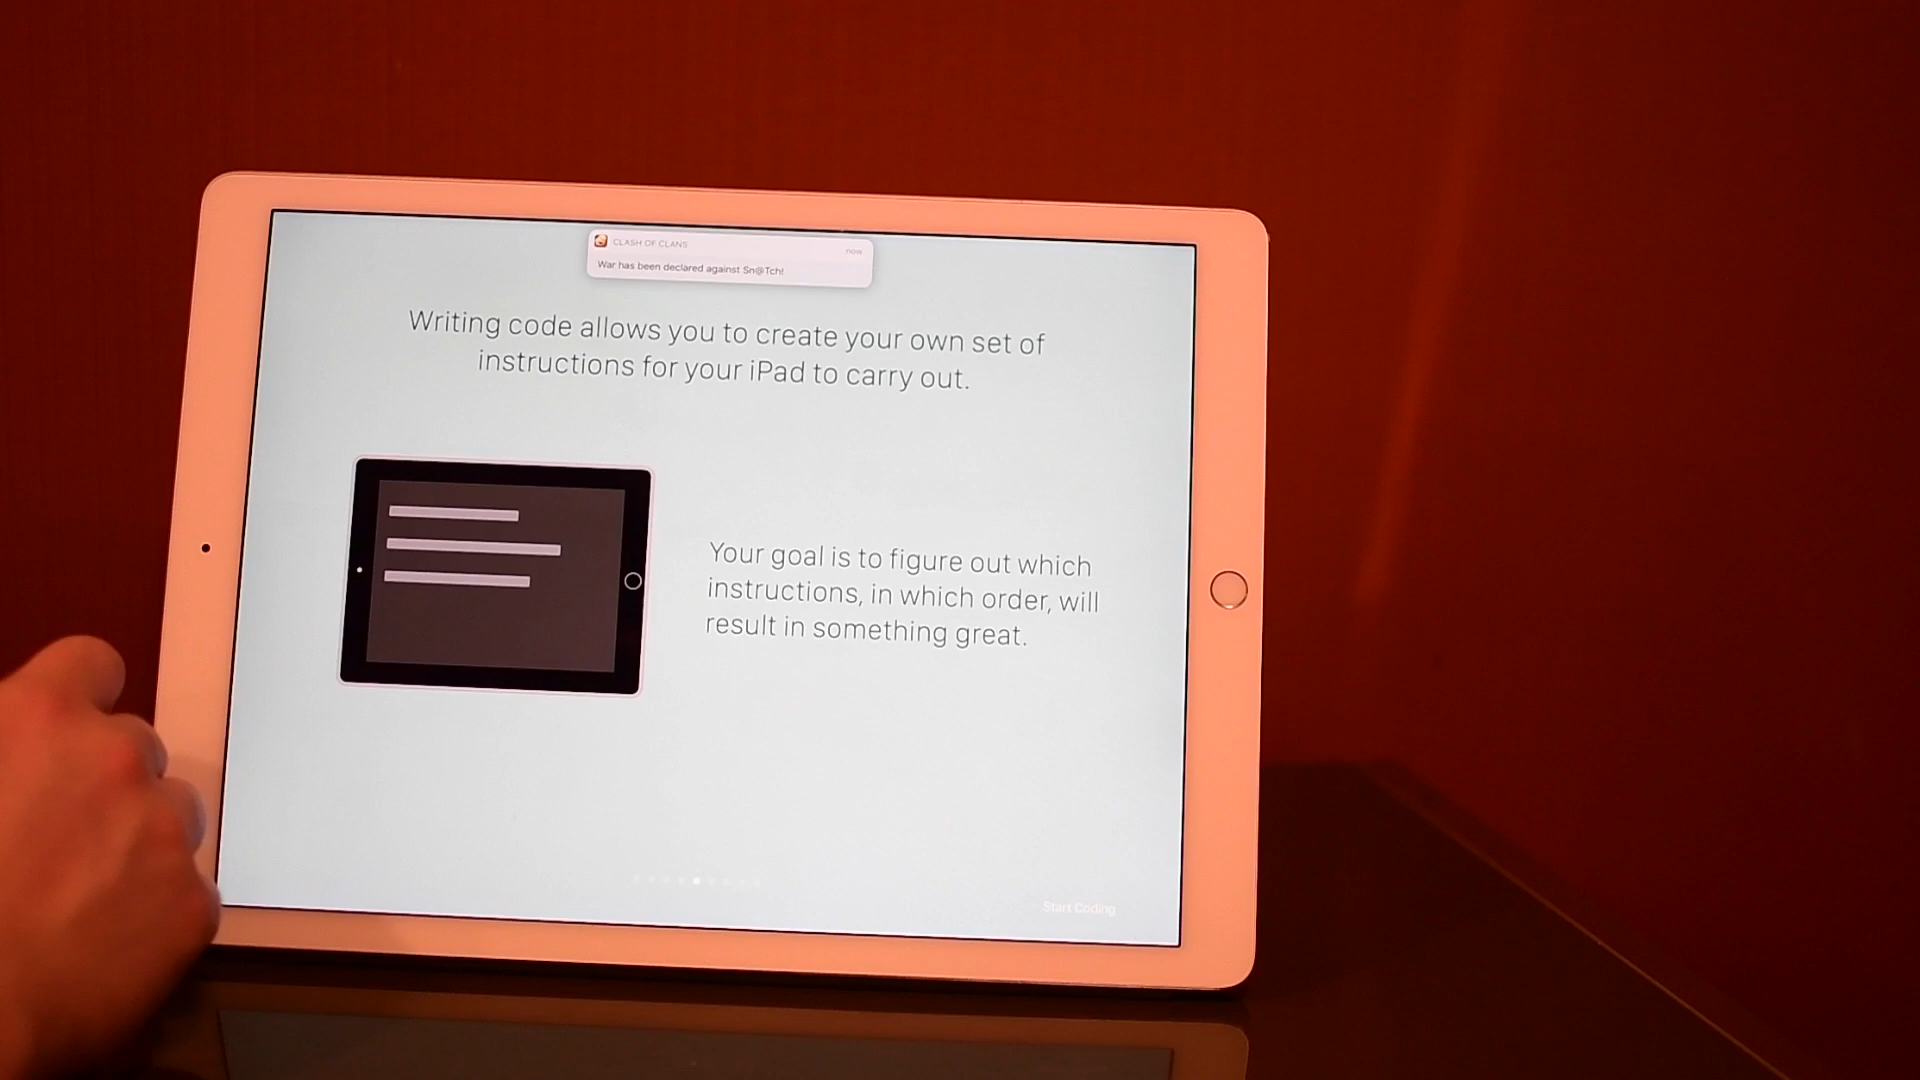 CLASH OF CLANS
now
War has been declared against Sn@Tch!
Writing code allows you to create your own set of
instructions for your iPad to carry out.
Your goal is to figure out which
instructions, in which order, will
result in something great.
Start Coding